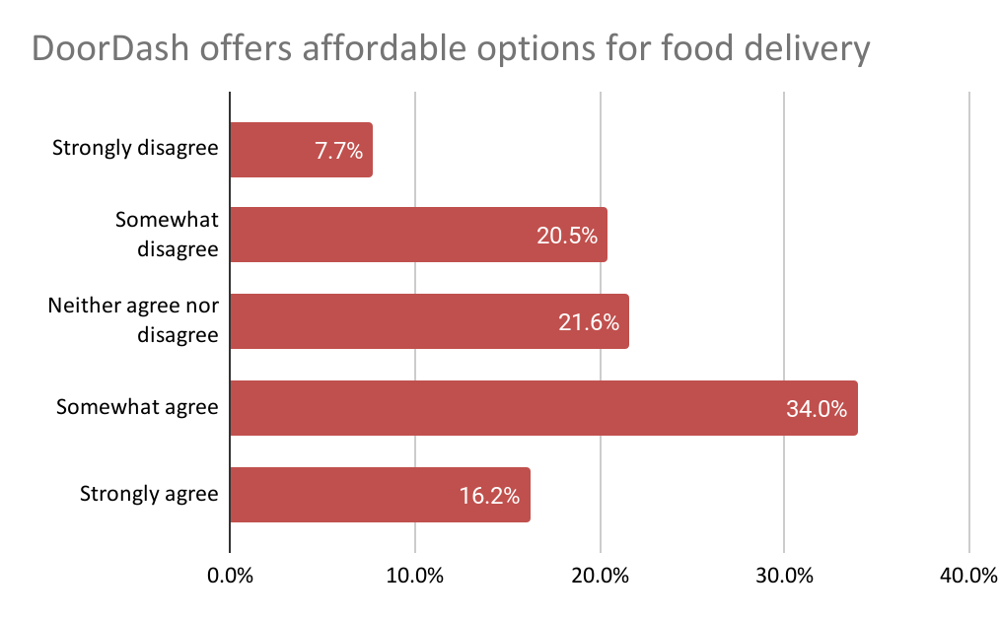 DoorDash offers affordable options for food delivery
Strongly disagree
7.7%
Somewhat
disagree
20.5%
Neither agree nor
disagree
21.6%
Somewhat agree
34.0%
Strongly agree
16.2%
0.0%
10.0%
20.0%
30.0%
40.0%